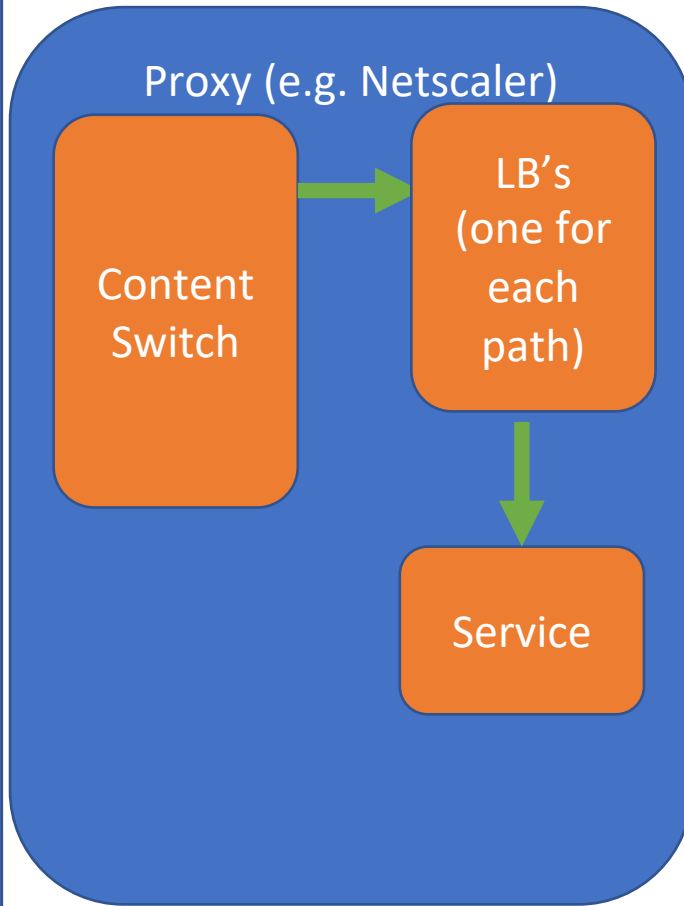 Proxy (e.g. Netscaler)
Content
Switch
LB’s
(one for
each
path)
Service